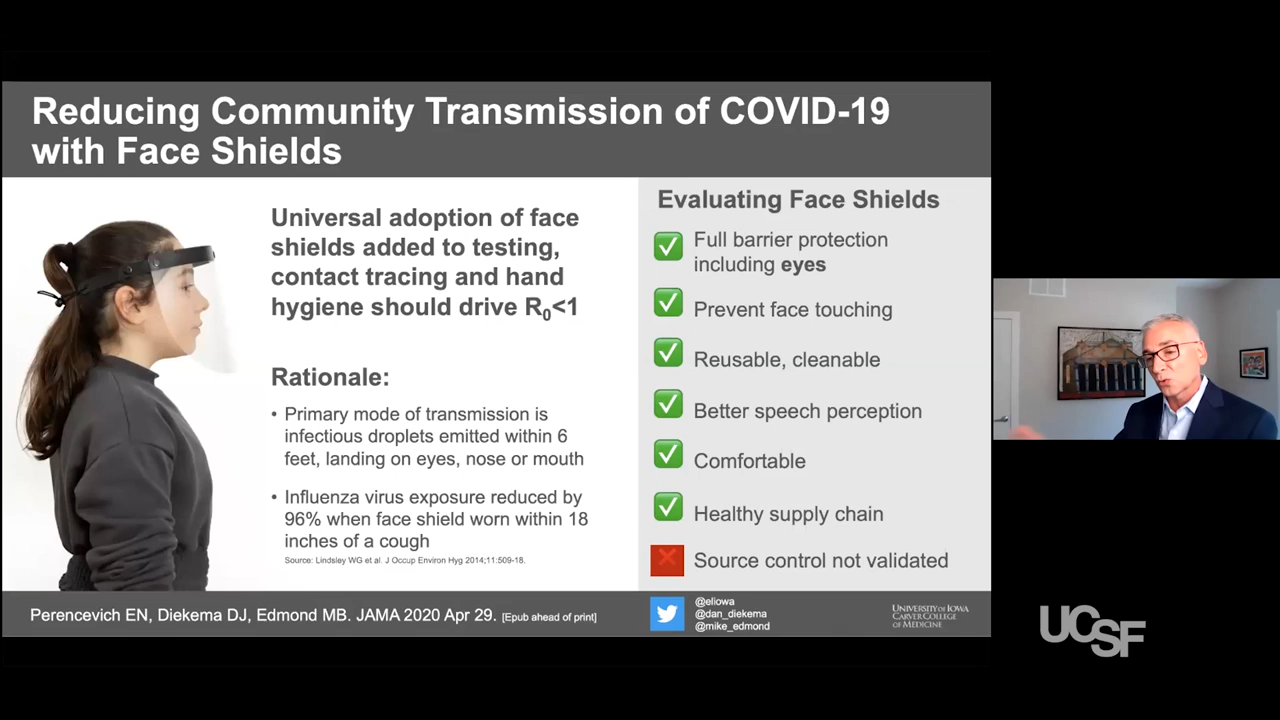 Reducing Community Transmission of COVID-19
with Face Shields
Universal adoption of face
shields added to testing,
contact tracing and hand
hygiene should drive R₀<1
Rationale:
• Primary mode of transmission is
infectious droplets emitted within 6
feet, landing on eyes, nose or mouth
• Influenza virus exposure reduced by
96% when face shield worn within 18
inches of a cough
Source: Lindsley WG et al. J Occup Environ Hyg 2014;11:509-18.
Evaluating Face Shields
Full barrier protection
including eyes
Prevent face touching
Reusable, cleanable
Better speech perception
Comfortable
Healthy supply chain
Source control not validated
Perencevich EN, Diekema DJ, Edmond MB. JAMA 2020 Apr 29. [Epub ahead of print]
@eliowa
@dan_diekema
@mike_edmond
UNIVERSITY OF IOWA
CARVER COLLEGE
OF MEDICINE
UCSF